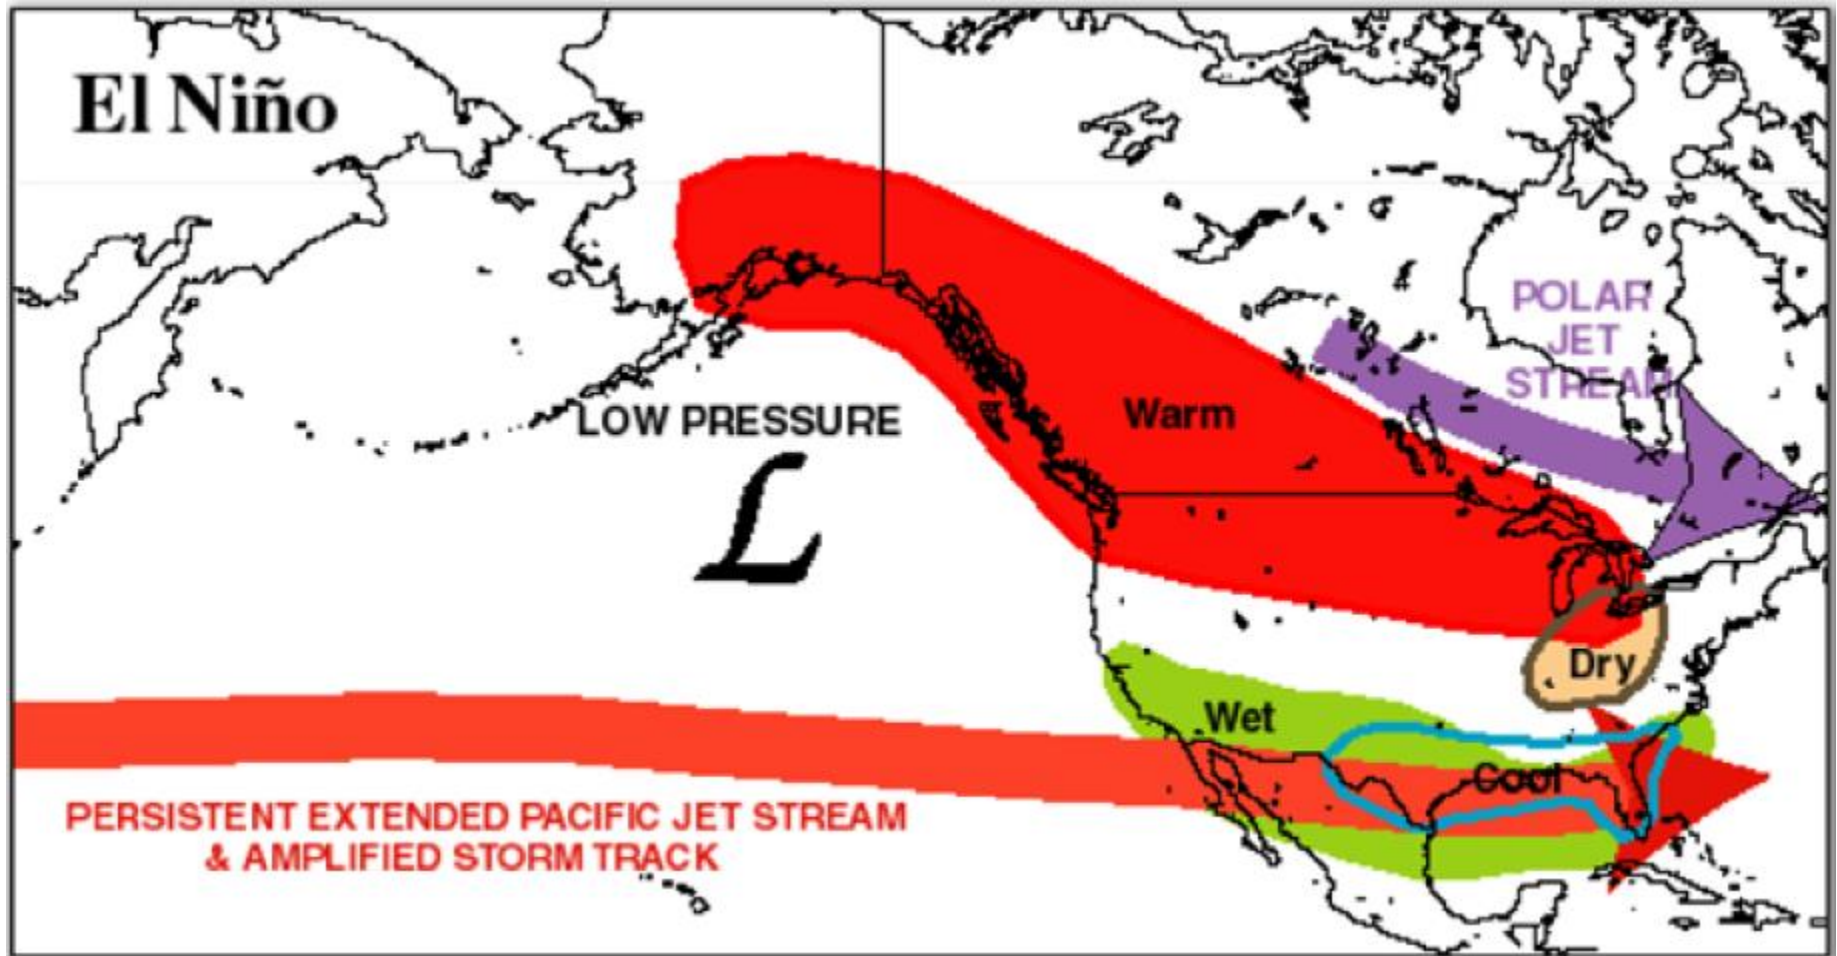 El Niño
POLAR
JET
STREAM
LOW PRESSURE
L
Warm
Dry
Wet
Cool
PERSISTENT EXTENDED PACIFIC JET STREAM
& AMPLIFIED STORM TRACK